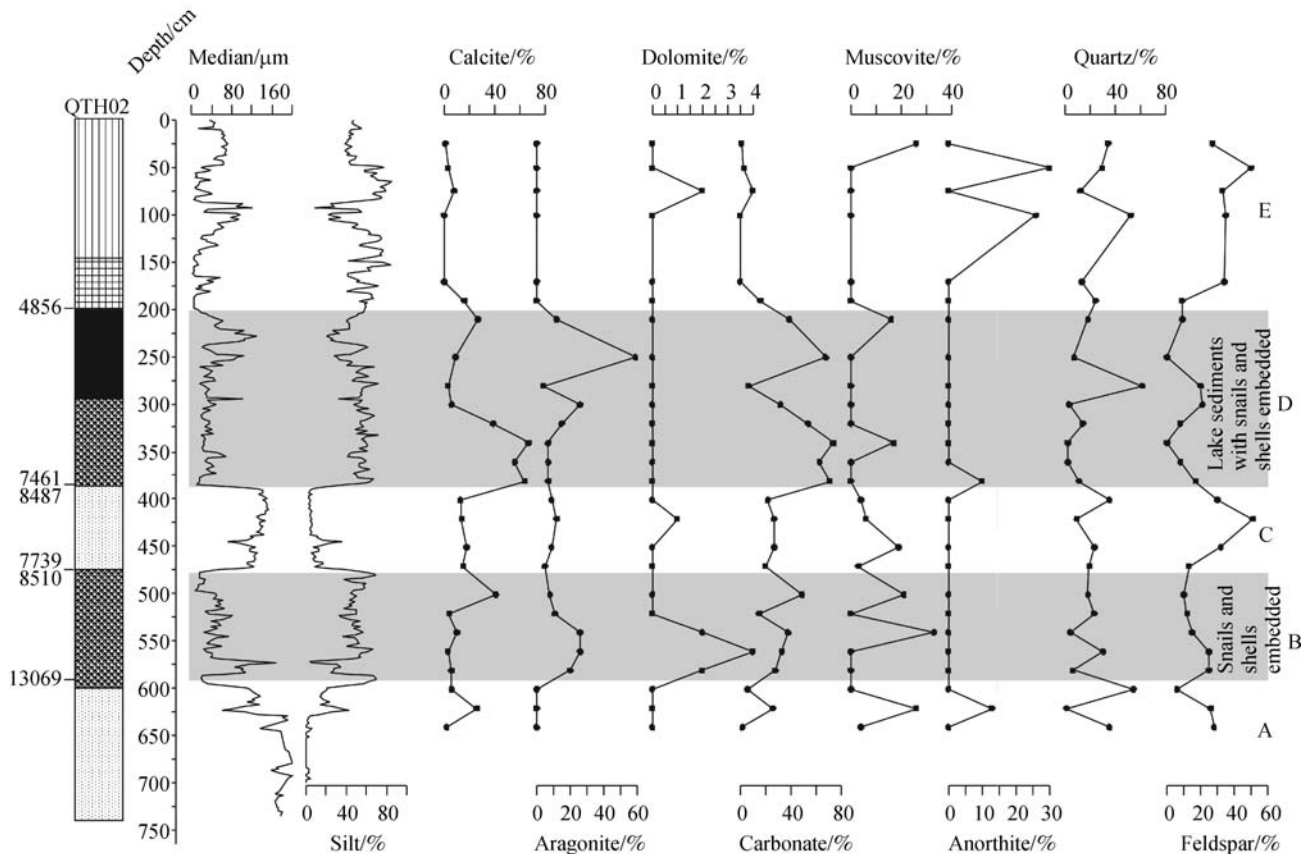 Depth/cm
Median/μm
Calcite/%
Dolomite/%
Muscovite/%
Quartz/%
QTH02
0 80 160
0 40 80
0 1 2 3 4
0 20 40
0 40 80
0
50
100
150
200
250
300
350
400
450
500
550
600
650
700
750
4856
7461
8487
7739
8510
13069
E
D
C
B
A
Lake sediments
with snails and
shells embedded
Snails and
shells
embedded
0 40 80
0 20 40 60
0 40 80
0 10 20 30
0 20 40 60
Silt/%
Aragonite/%
Carbonate/%
Anorthite/%
Feldspar/%